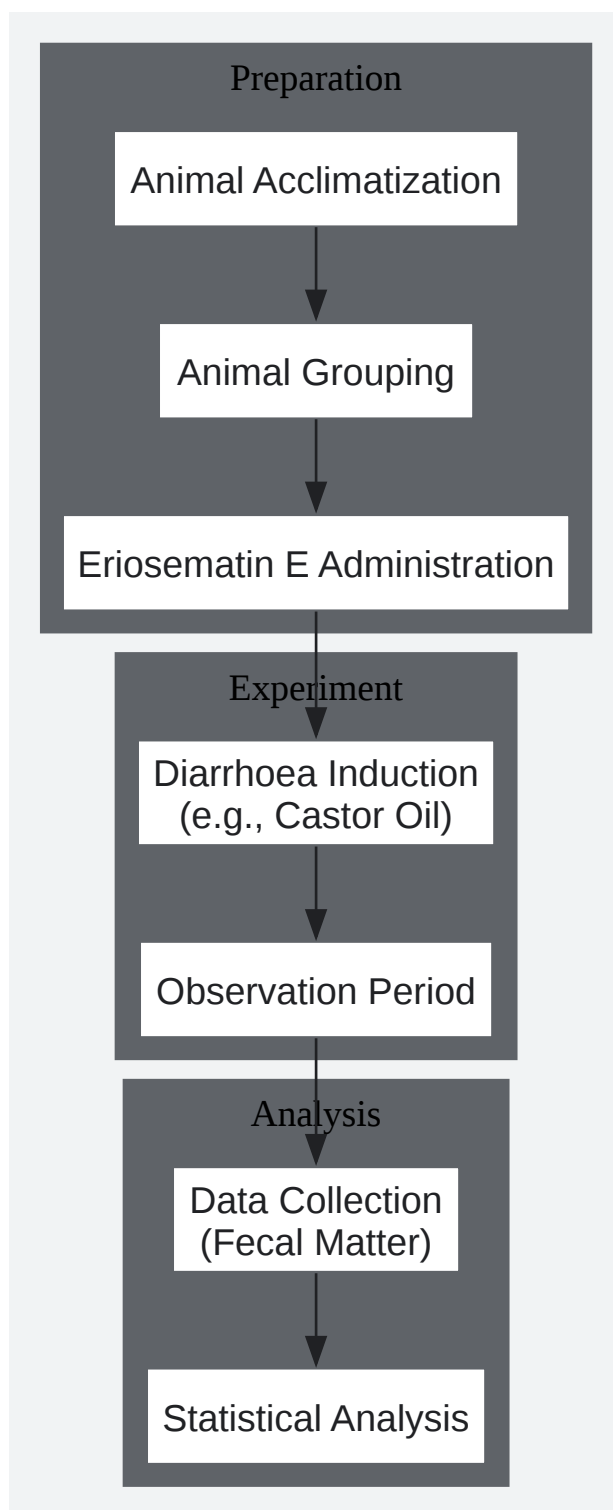 Preparation
Animal Acclimatization
Animal Grouping
Eriosematin E Administration
Experiment
Diarrhoea Induction
(e.g., Castor Oil)
Observation Period
Analysis
Data Collection
(Fecal Matter)
Statistical Analysis